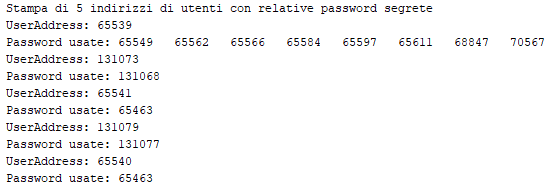 Stampa di 5 indirizzi di utenti con relative password segrete
UserAddress: 65539
Password usate: 65549 65562 65566 65584 65597 65611 68847 70567
UserAddress: 131073
Password usate: 131068
UserAddress: 65541
Password usate: 65463
UserAddress: 131079
Password usate: 131077
UserAddress: 65540
Password usate: 65463